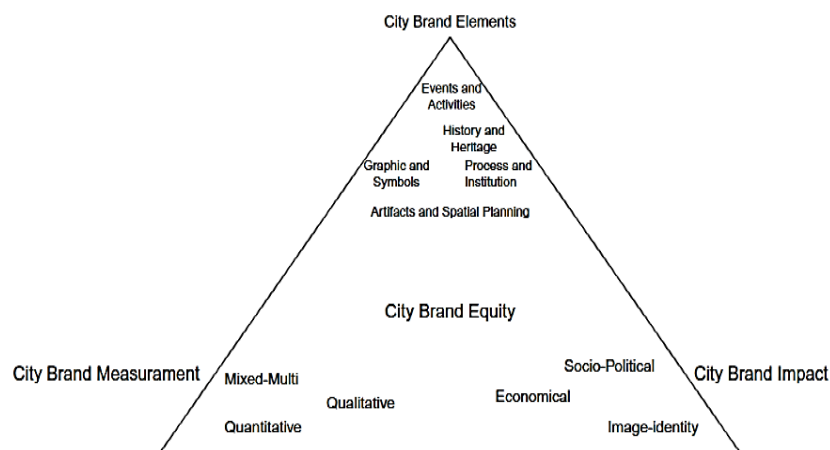 City Brand Elements
Events and
Activities
History and
Heritage
Graphic and
Symbols
Process and
Institution
Artifacts and Spatial Planning
City Brand Equity
City Brand Measurament
Mixed-Multi
Qualitative
Quantitative
Socio-Political
Economical
Image-identity
City Brand Impact